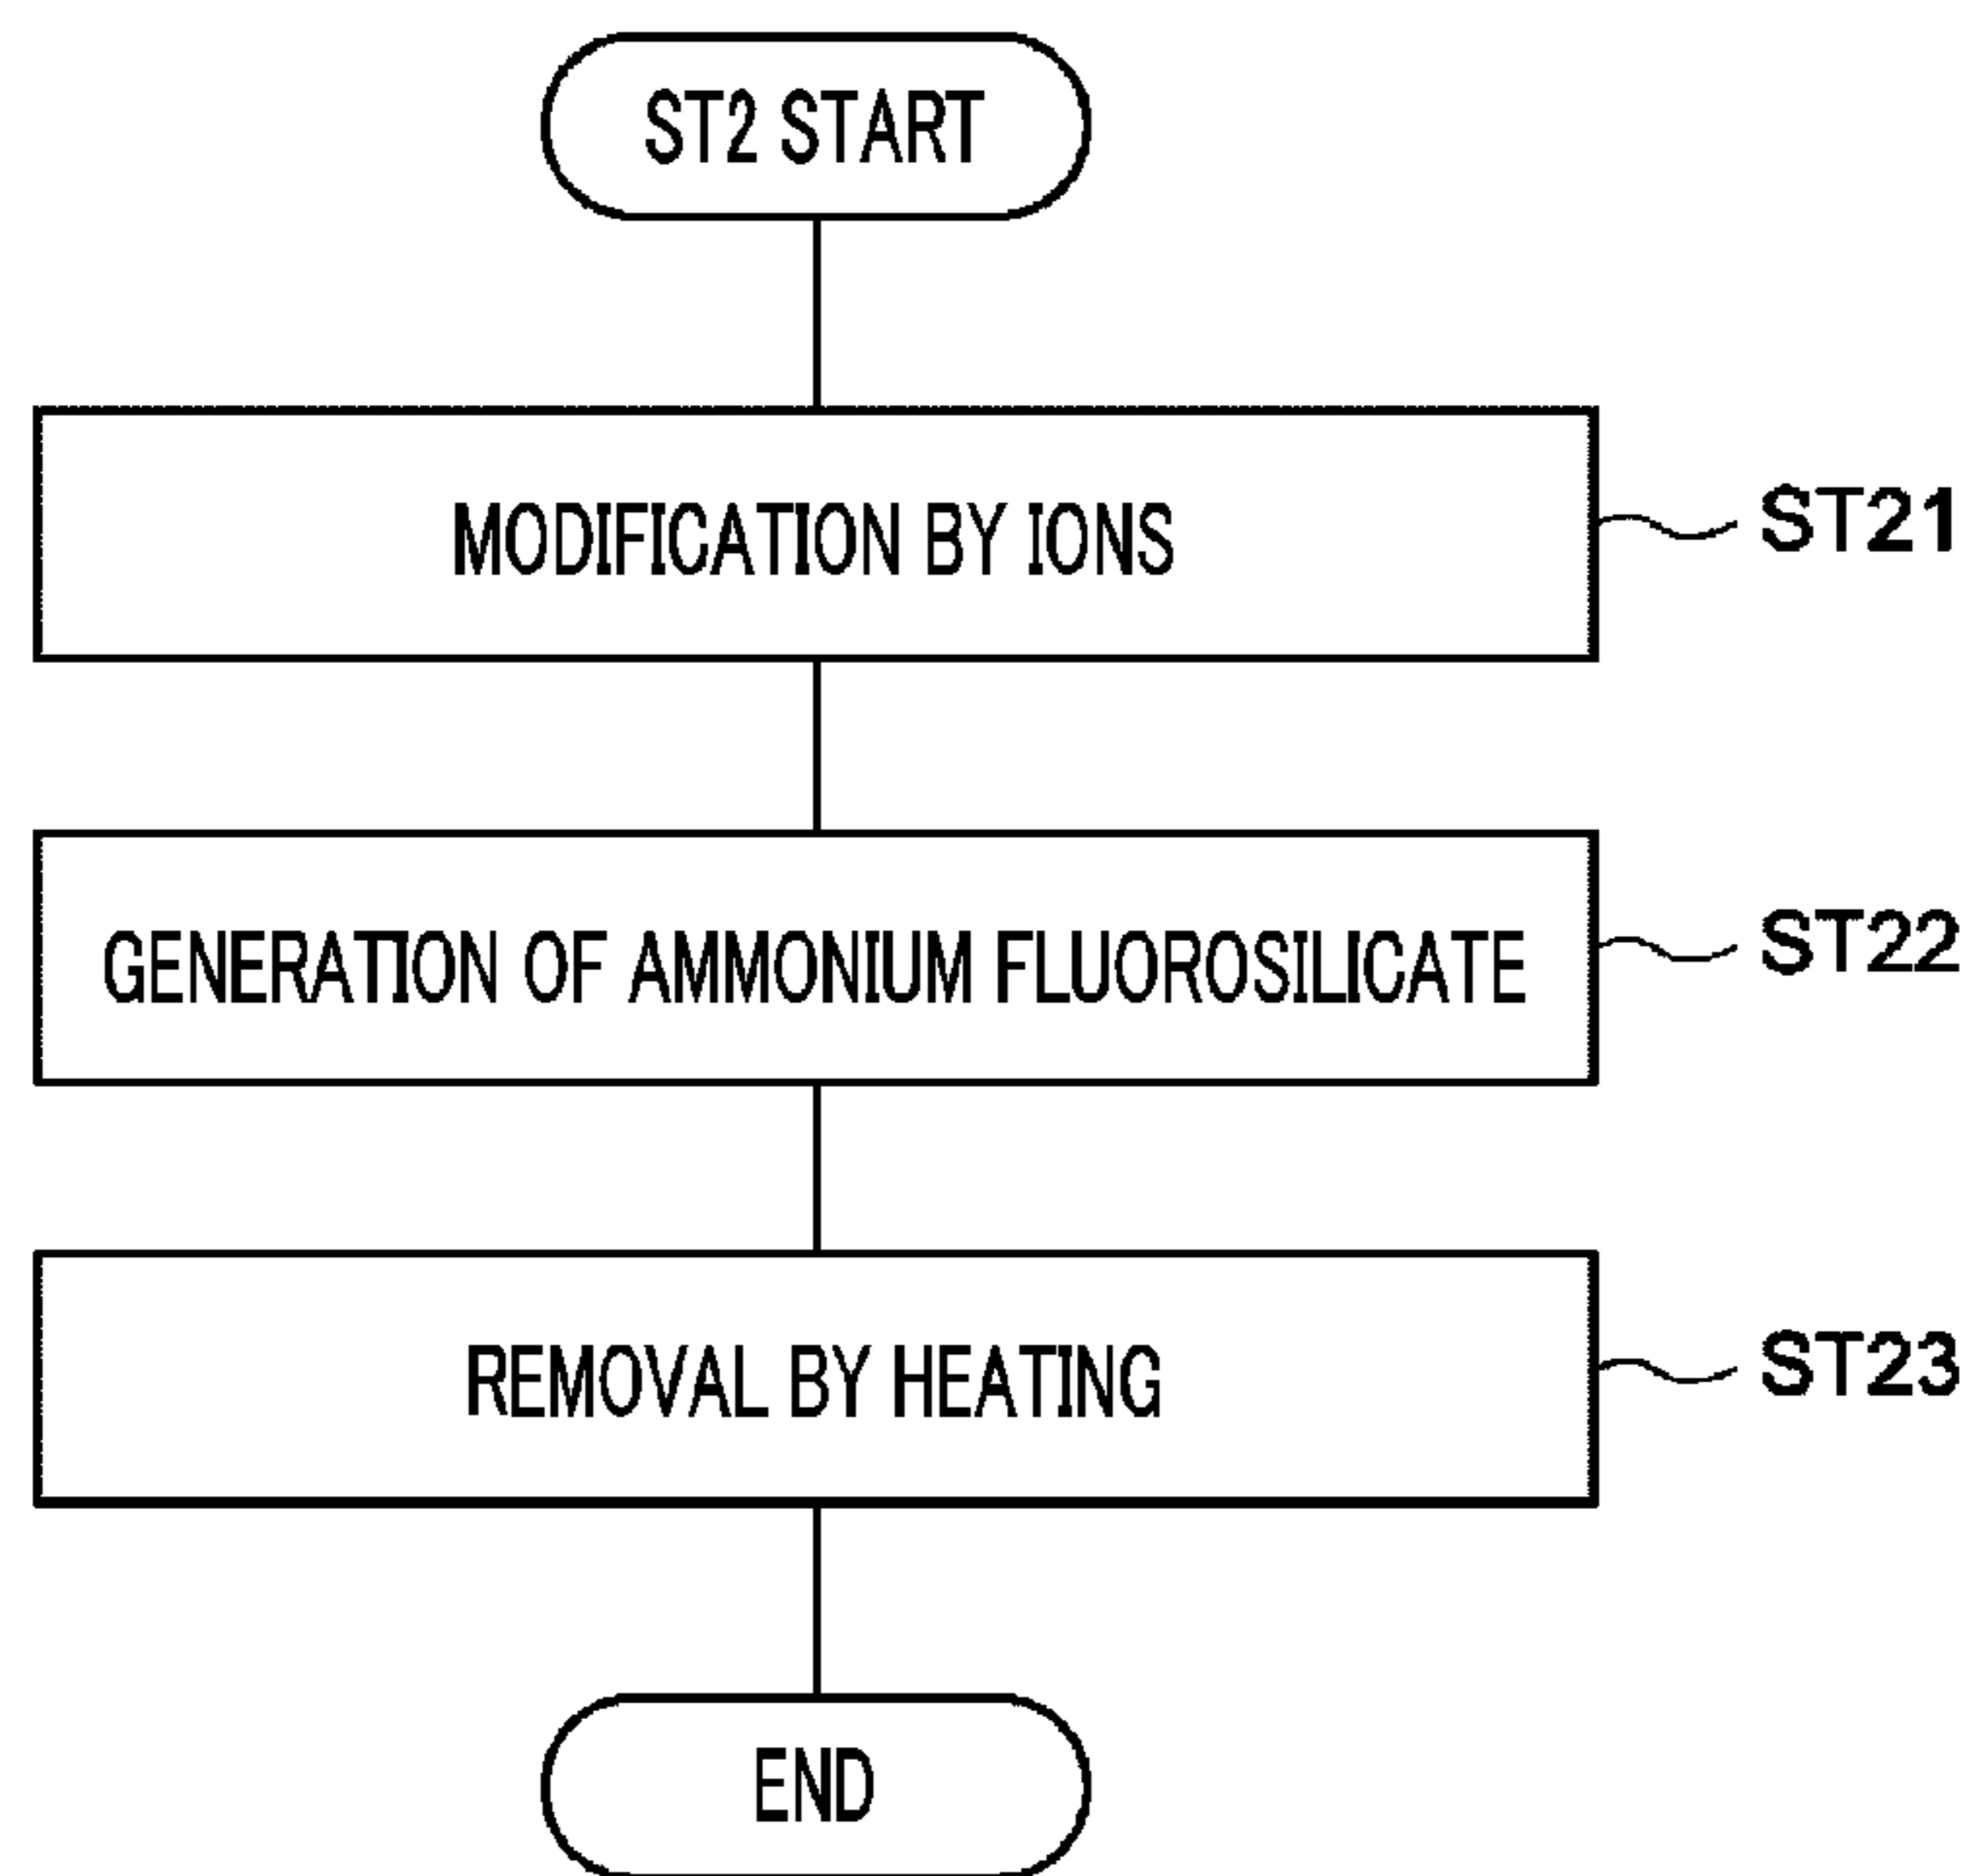 ST2 START
MODIFICATION BY IONS
ST21
GENERATION OF AMMONIUM FLUOROSILICATE
ST22
REMOVAL BY HEATING
ST23
END